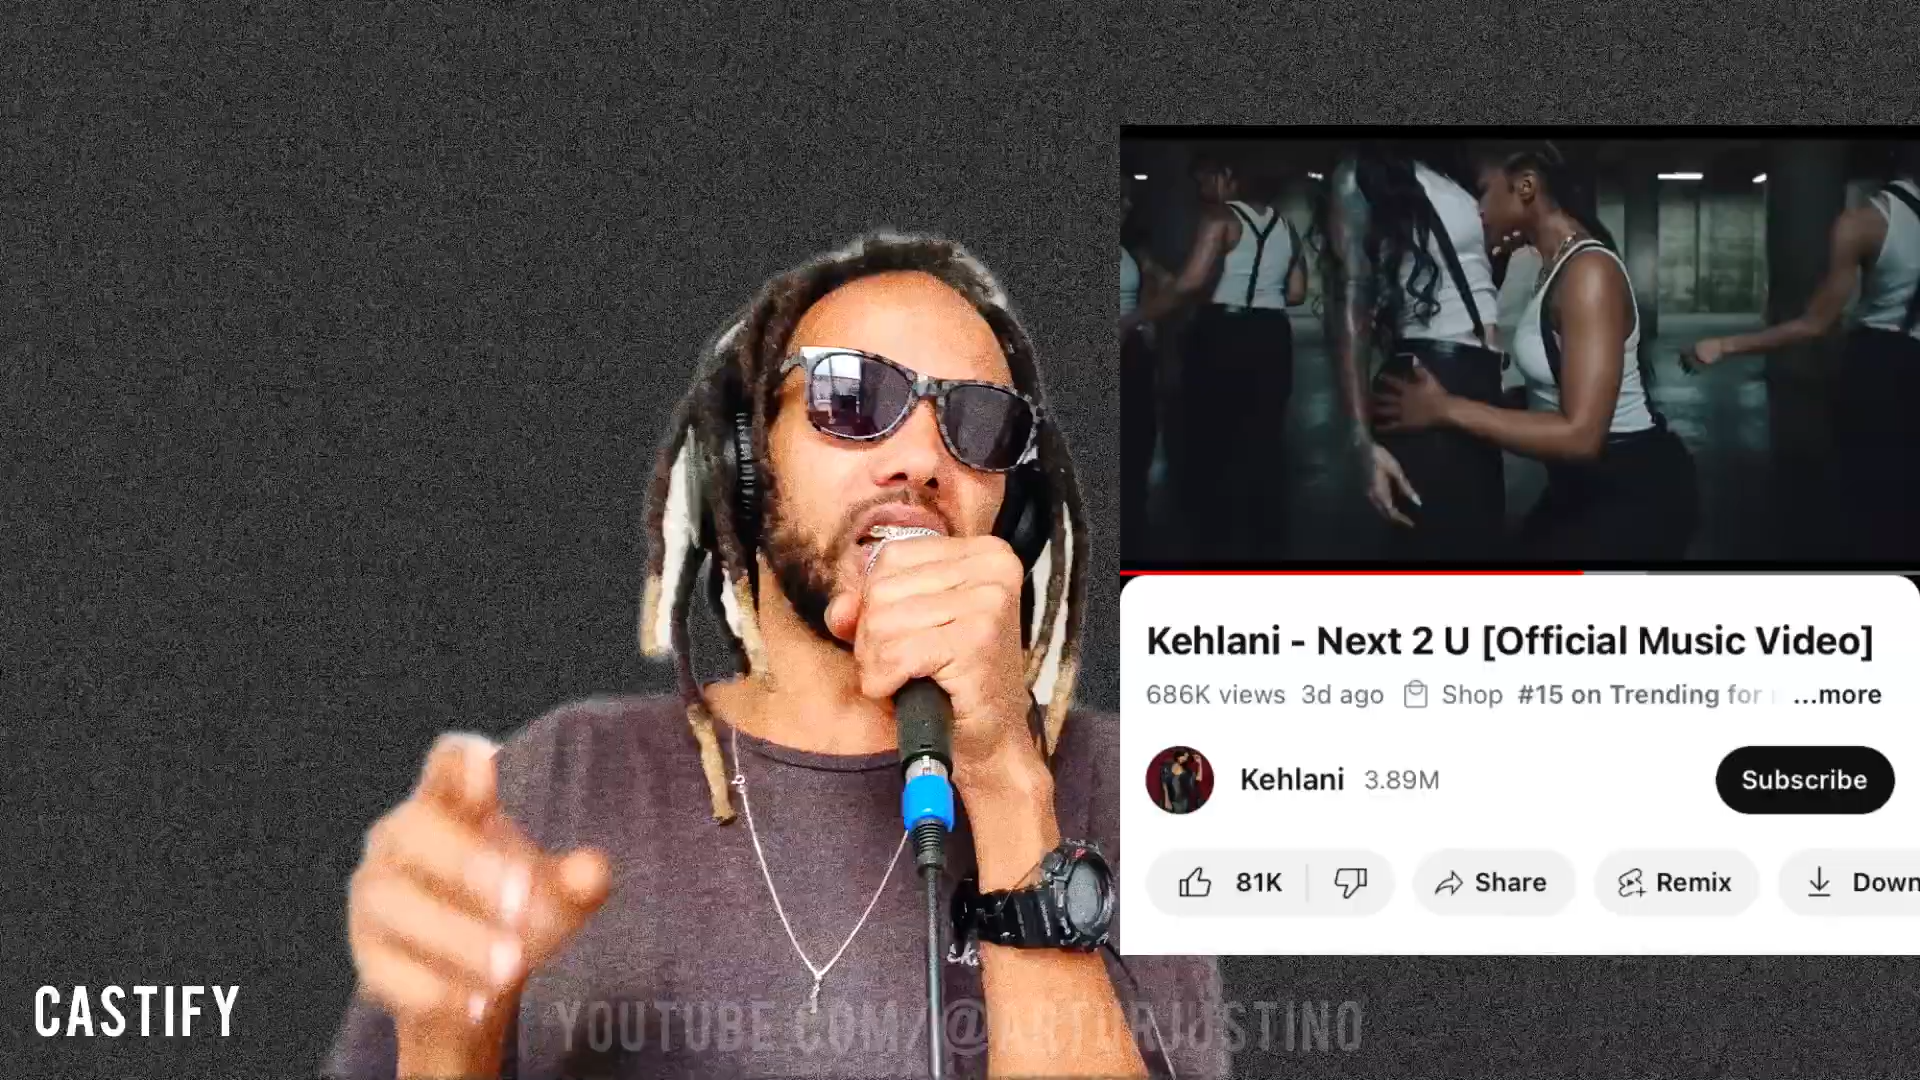 Kehlani - Next 2 U [Official Music Video]
686K views 3d ago Shop #15 on Trending for ...more
Kehlani 3.89M
Subscribe
81K Share Remix Down
CASTIFY
YOUTUBE.COM/@ARTURJUSTINO